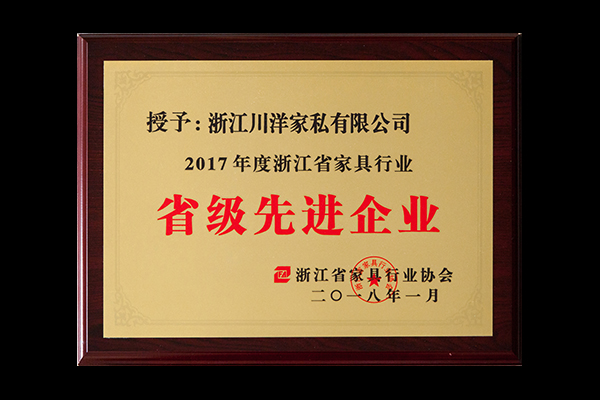 授予：浙江川洋家私有限公司
2017年度浙江省家具行业
省级先进企业
浙江省家具行业协会
二〇一八年一月